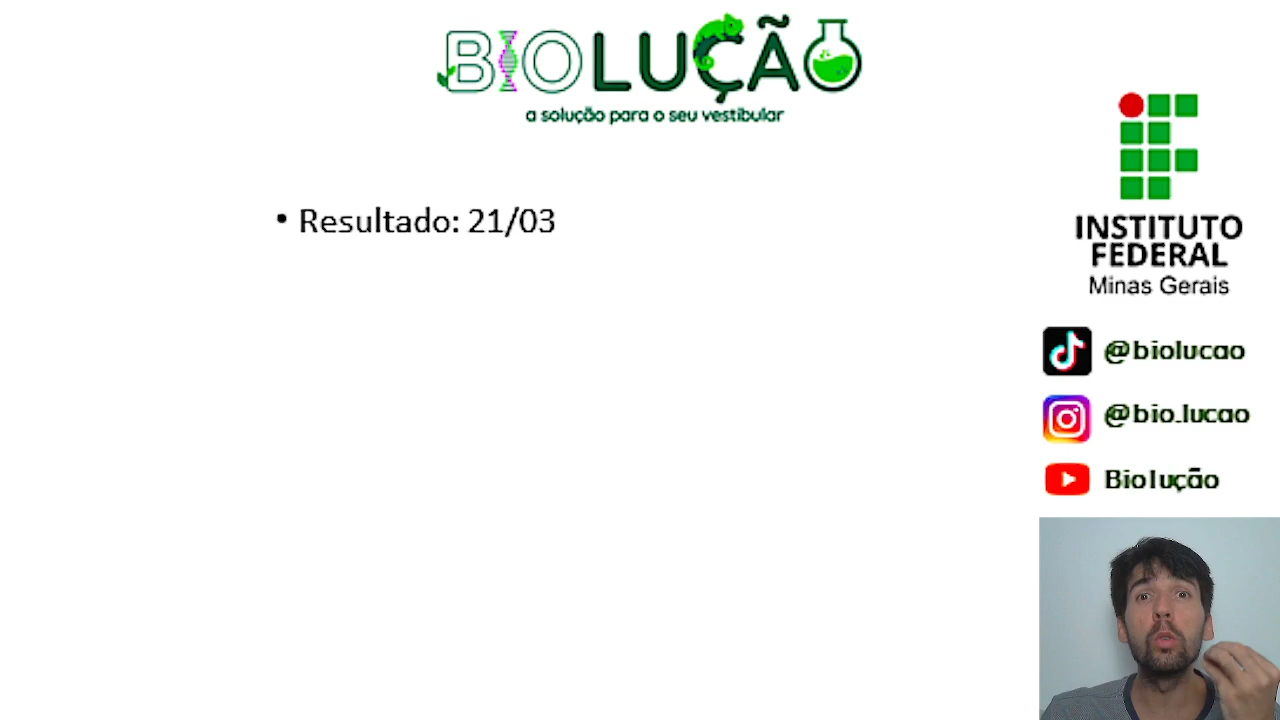 BIOLUÇÃO
a solução para o seu vestibular
• Resultado: 21/03
INSTITUTO
FEDERAL
Minas Gerais
@biolucao
@bio.lucao
Biolução